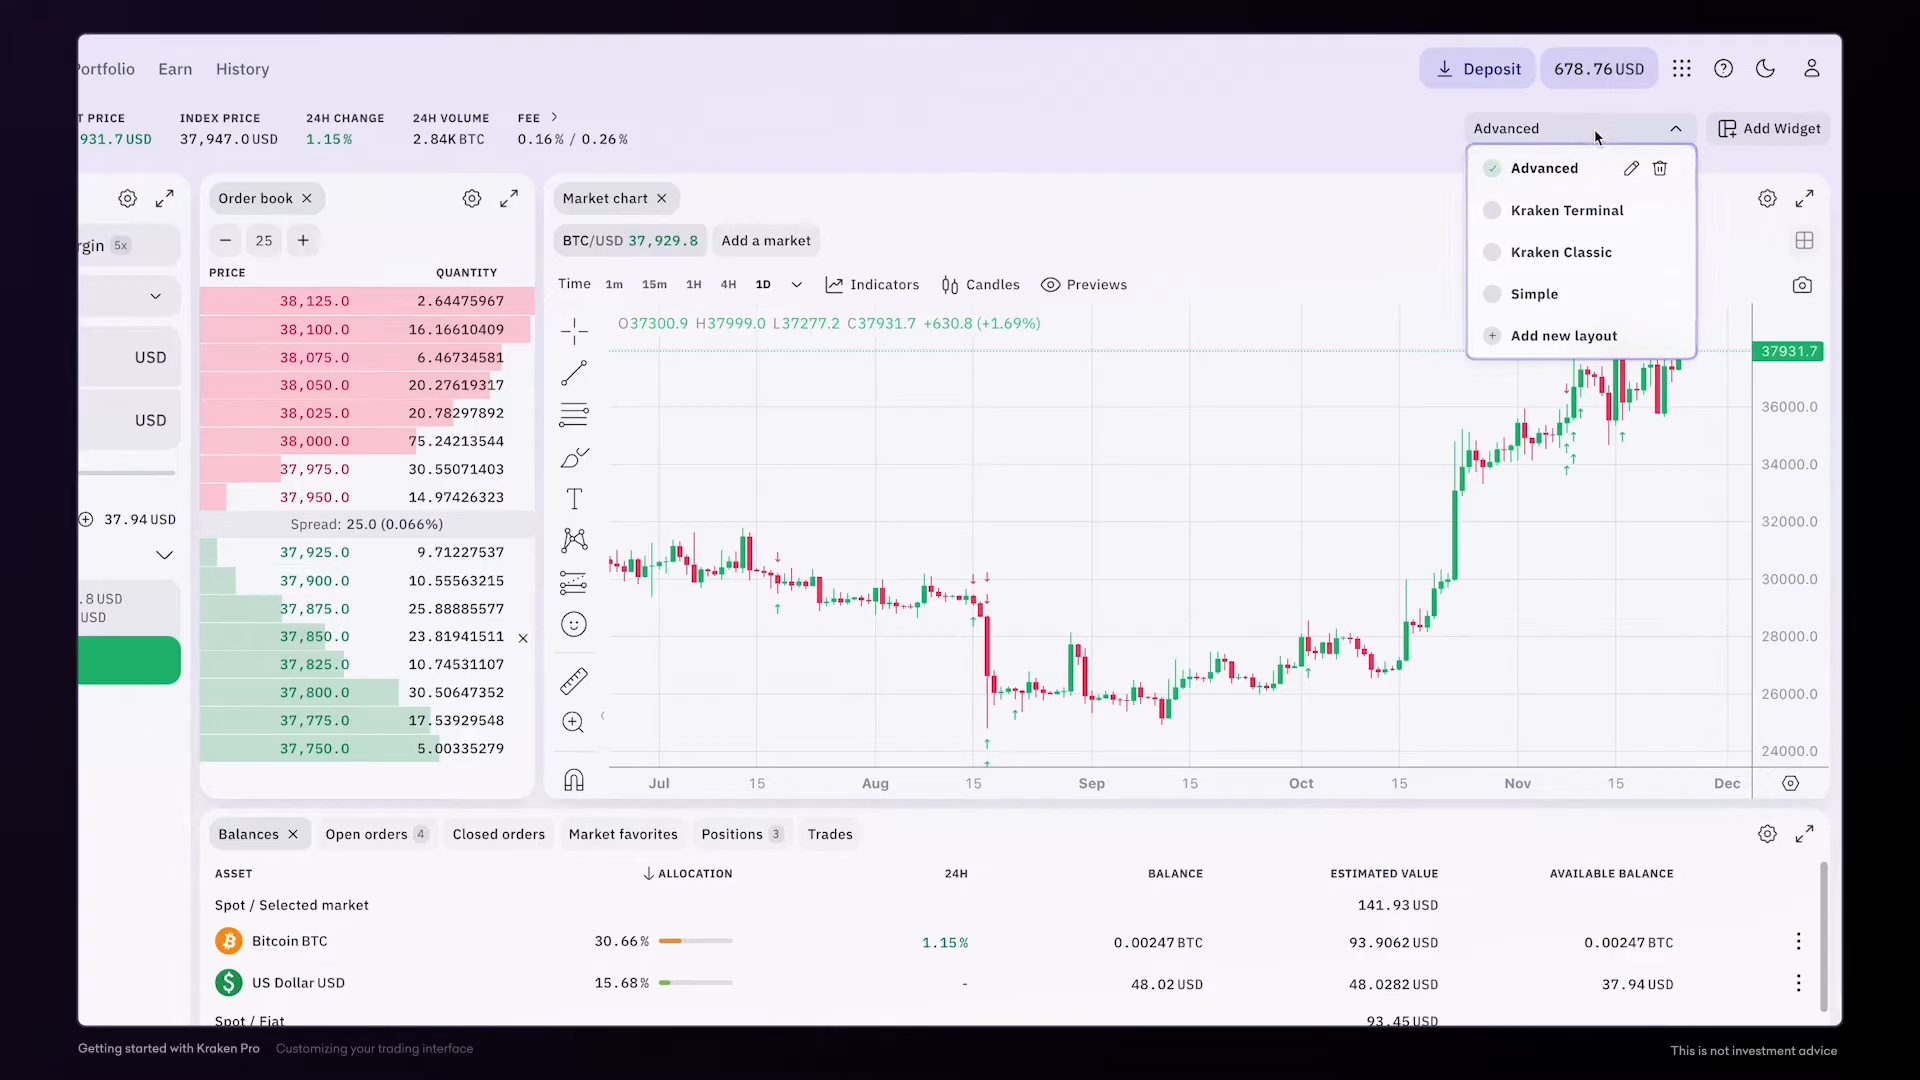 Portfolio Earn History Deposit 678.76 USD
T PRICE INDEX PRICE 24H CHANGE 24H VOLUME FEE
931.7 USD 37,947.0 USD 1.15% 2.84K BTC 0.16% / 0.26%
Advanced Add Widget
Advanced
Kraken Terminal
Kraken Classic
Simple
Add new layout
rgin 5x
USD
USD
37.94 USD
.8 USD
USD
Order book
25
PRICE QUANTITY
38,125.0 2.64475967
38,100.0 16.16610409
38,075.0 6.46734581
38,050.0 20.27619317
38,025.0 20.78297892
38,000.0 75.24213544
37,975.0 30.55071403
37,950.0 14.97426323
Spread: 25.0 (0.066%)
37,925.0 9.71227537
37,900.0 10.55563215
37,875.0 25.88885577
37,850.0 23.81941511
37,825.0 10.74531107
37,800.0 30.50647352
37,775.0 17.53929548
37,750.0 5.00335279
Market chart
BTC/USD 37,929.8 Add a market
Time 1m 15m 1H 4H 1D Indicators Candles Previews
O37300.9 H37999.0 L37277.2 C37931.7 +630.8 (+1.69%)
37931.7
36000.0
34000.0
32000.0
30000.0
28000.0
26000.0
24000.0
Jul 15 Aug 15 Sep 15 Oct 15 Nov 15 Dec
Balances Open orders 4 Closed orders Market favorites Positions 3 Trades
ASSET ALLOCATION 24H BALANCE ESTIMATED VALUE AVAILABLE BALANCE
Spot / Selected market 141.93 USD
Bitcoin BTC 30.66% 1.15% 0.00247 BTC 93.9062 USD 0.00247 BTC
US Dollar USD 15.68% - 48.02 USD 48.0282 USD 37.94 USD
Spot / Fiat 93.45 USD
Getting started with Kraken Pro Customizing your trading interface
This is not investment advice